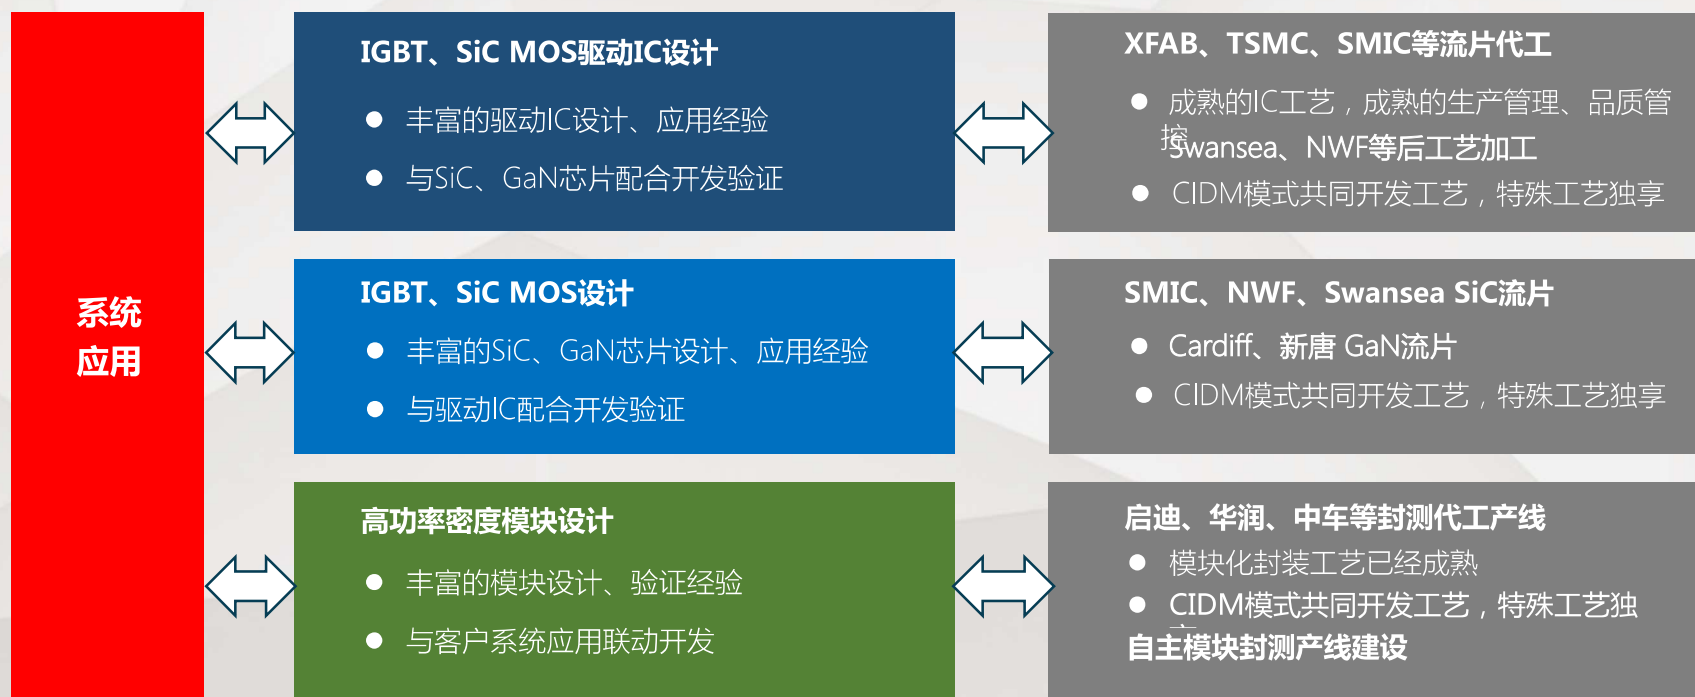 系统
应用
IGBT、SiC MOS驱动IC设计
● 丰富的驱动IC设计、应用经验
● 与SiC、GaN芯片配合开发验证
XFAB、TSMC、SMIC等流片代工
● 成熟的IC工艺，成熟的生产管理、品质管
控
Swansea、NWF等后工艺加工
● CIDM模式共同开发工艺，特殊工艺独享
IGBT、SiC MOS设计
● 丰富的SiC、GaN芯片设计、应用经验
● 与驱动IC配合开发验证
SMIC、NWF、Swansea SiC流片
● Cardiff、新唐 GaN流片
● CIDM模式共同开发工艺，特殊工艺独享
高功率密度模块设计
● 丰富的模块设计、验证经验
● 与客户系统应用联动开发
启迪、华润、中车等封测代工产线
● 模块化封装工艺已经成熟
● CIDM模式共同开发工艺，特殊工艺独
自主模块封测产线建设